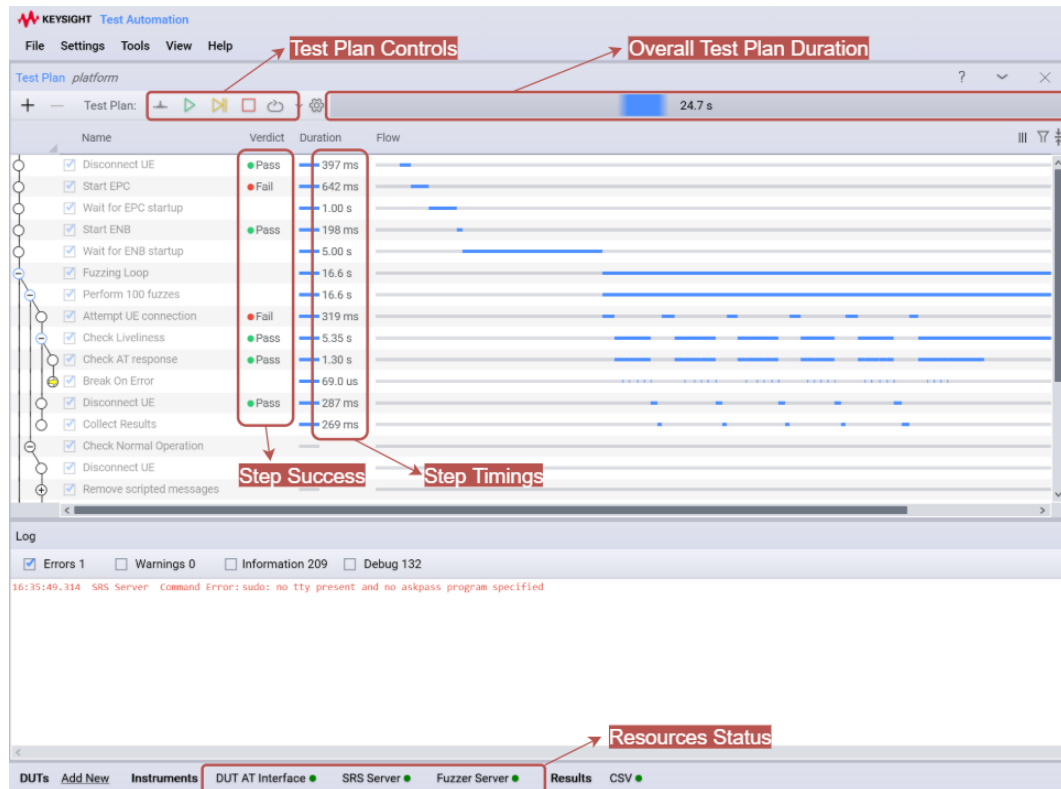 KEYSIGHT Test Automation
File Settings Tools View Help
Test Plan Controls
Overall Test Plan Duration
Test Plan platform
Test Plan:
24.7 s
Name Verdict Duration Flow
Disconnect UE Pass 397 ms
Start EPC Fail 642 ms
Wait for EPC startup 1.00 s
Start ENB Pass 198 ms
Wait for ENB startup 5.00 s
Fuzzing Loop 16.6 s
Perform 100 fuzzes 16.6 s
Attempt UE connection Fail 319 ms
Check Liveliness Pass 5.35 s
Check AT response Pass 1.30 s
Break On Error 69.0 us
Disconnect UE Pass 287 ms
Collect Results 269 ms
Check Normal Operation
Disconnect UE
Step Success
Step Timings
Remove scripted messages
Log
Errors 1 Warnings 0 Information 209 Debug 132
16:35:49.314 SRS Server Command Error: sudo: no tty present and no askpass program specified
Resources Status
DUTs Add New Instruments DUT AT Interface SRS Server Fuzzer Server Results CSV